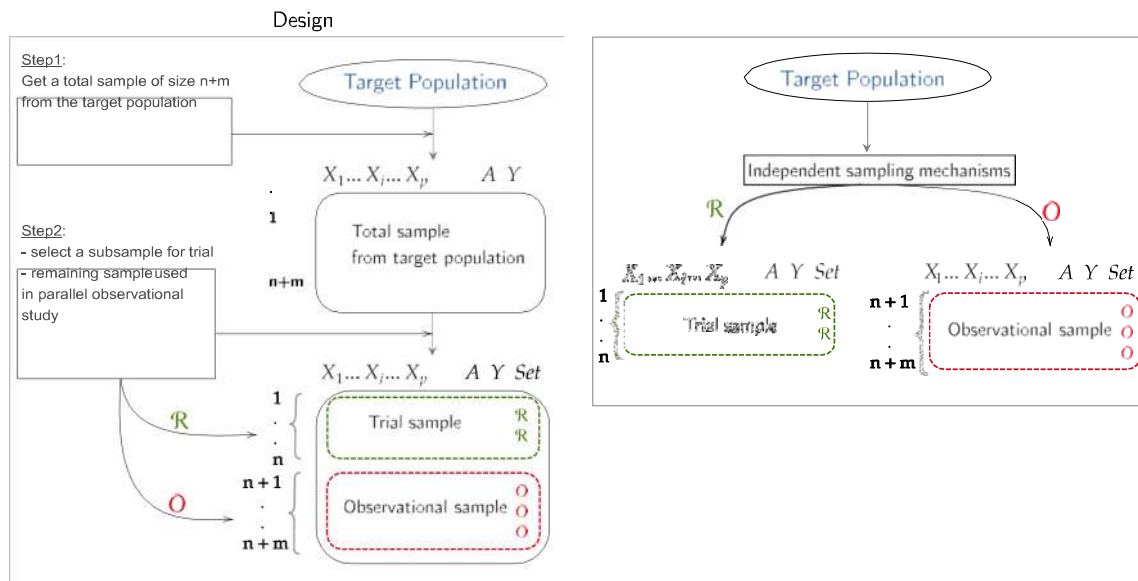 Design
Step1:
Get a total sample of size n+m
from the target population
Target Population
X1... Xi... Xp A Y
.
1
n+m
Total sample
from target population
Step2:
- select a subsample for trial
- remaining sample used
in parallel observational
study
X1... Xi... Xp A Y Set
1
.
.
n
Trial sample
R
R
R
n+1
.
.
n+m
Observational sample
O
O
O
O
Target Population
Independent sampling mechanisms
R
O
A Y Set
1
.
.
n
Trial sample
R
R
X1... Xi... Xp A Y Set
n+1
.
.
n+m
Observational sample
O
O
O